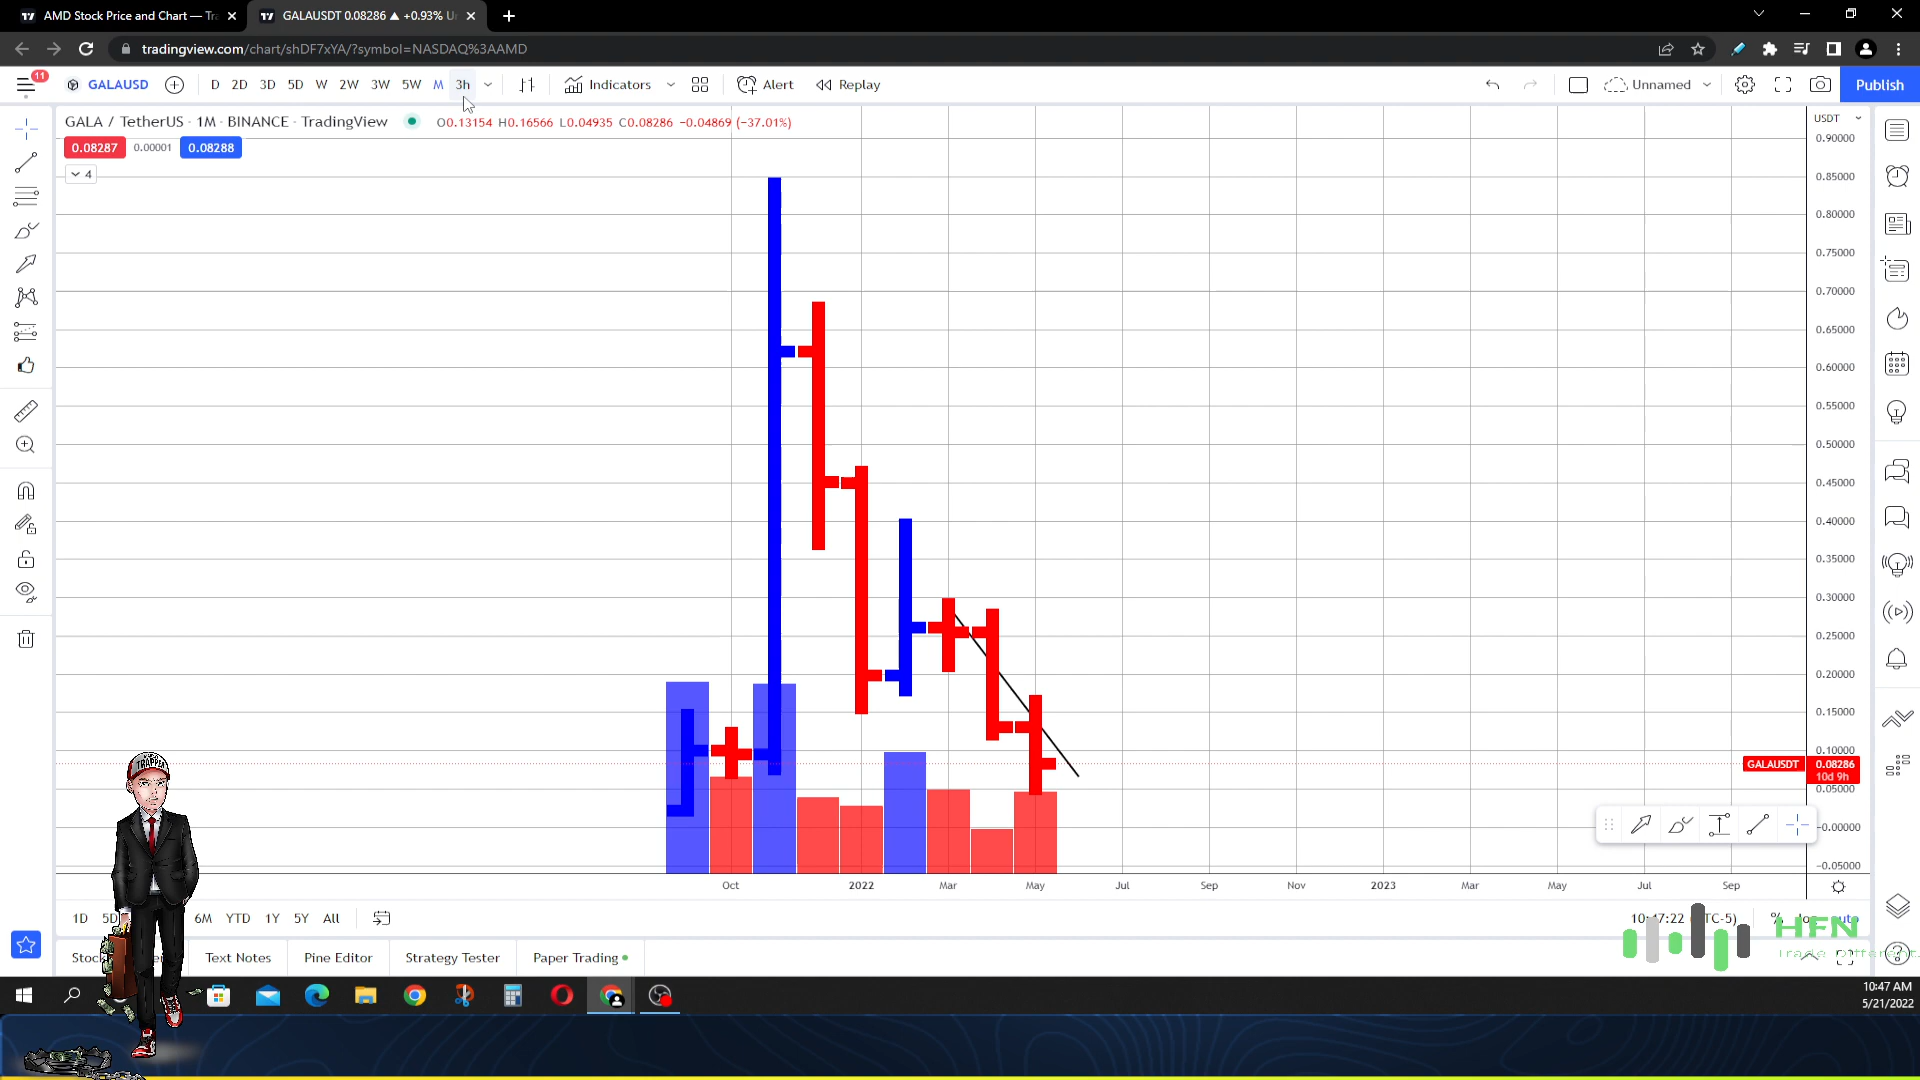 AMD Stock Price and Chart — Tra
GALAUSDT 0.08286 ▲ +0.93% Un
tradingview.com/chart/shDF7xYA/?symbol=NASDAQ%3AAMD
11
GALAUSD D 2D 3D 5D W 2W 3W 5W M 3h Indicators Alert Replay Unnamed Publish
GALA / TetherUS · 1M · BINANCE · TradingView O0.13154 H0.16566 L0.04935 C0.08286 −0.04869 (−37.01%)
USDT
0.08287 0.00001 0.08288
4
0.90000
0.85000
0.80000
0.75000
0.70000
0.65000
0.60000
0.55000
0.50000
0.45000
0.40000
0.35000
0.30000
0.25000
0.20000
0.15000
0.10000
GALAUSDT 0.08286
10d 9h
0.05000
−0.00000
−0.05000
TRAPPER
Oct 2022 Mar May Jul Sep Nov 2023 Mar May Jul Sep
1D 5D 6M YTD 1Y 5Y All
HFN
Trade Different.
Text Notes Pine Editor Strategy Tester Paper Trading
10:47 AM
5/21/2022